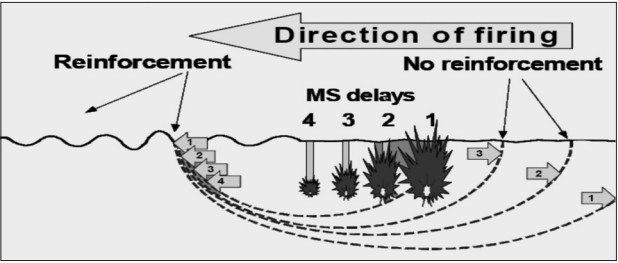 Direction of firing
Reinforcement
No reinforcement
MS delays
4 3 2 1
1
2
3
4
3
2
1